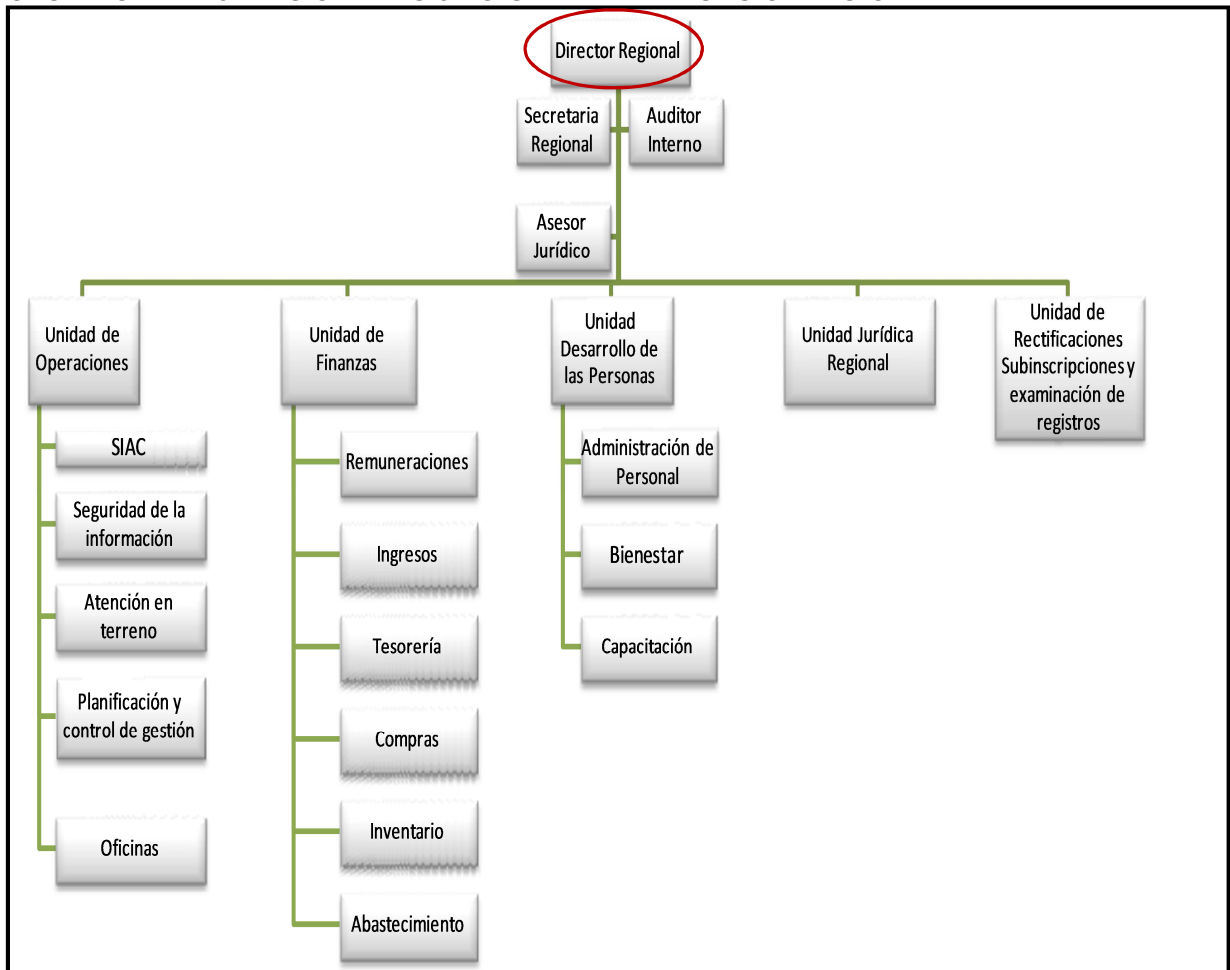 Director Regional
Secretaria
Regional
Auditor
Interno
Asesor
Jurídico
Unidad de
Operaciones
SIAC
Seguridad de la
información
Atención en
terreno
Planificación y
control de gestión
Oficinas
Unidad de
Finanzas
Remuneraciones
Ingresos
Tesorería
Compras
Inventario
Abastecimiento
Unidad
Desarrollo de
las Personas
Administración de
Personal
Bienestar
Capacitación
Unidad Jurídica
Regional
Unidad de
Rectificaciones
Subinscripciones y
examinación de
registros